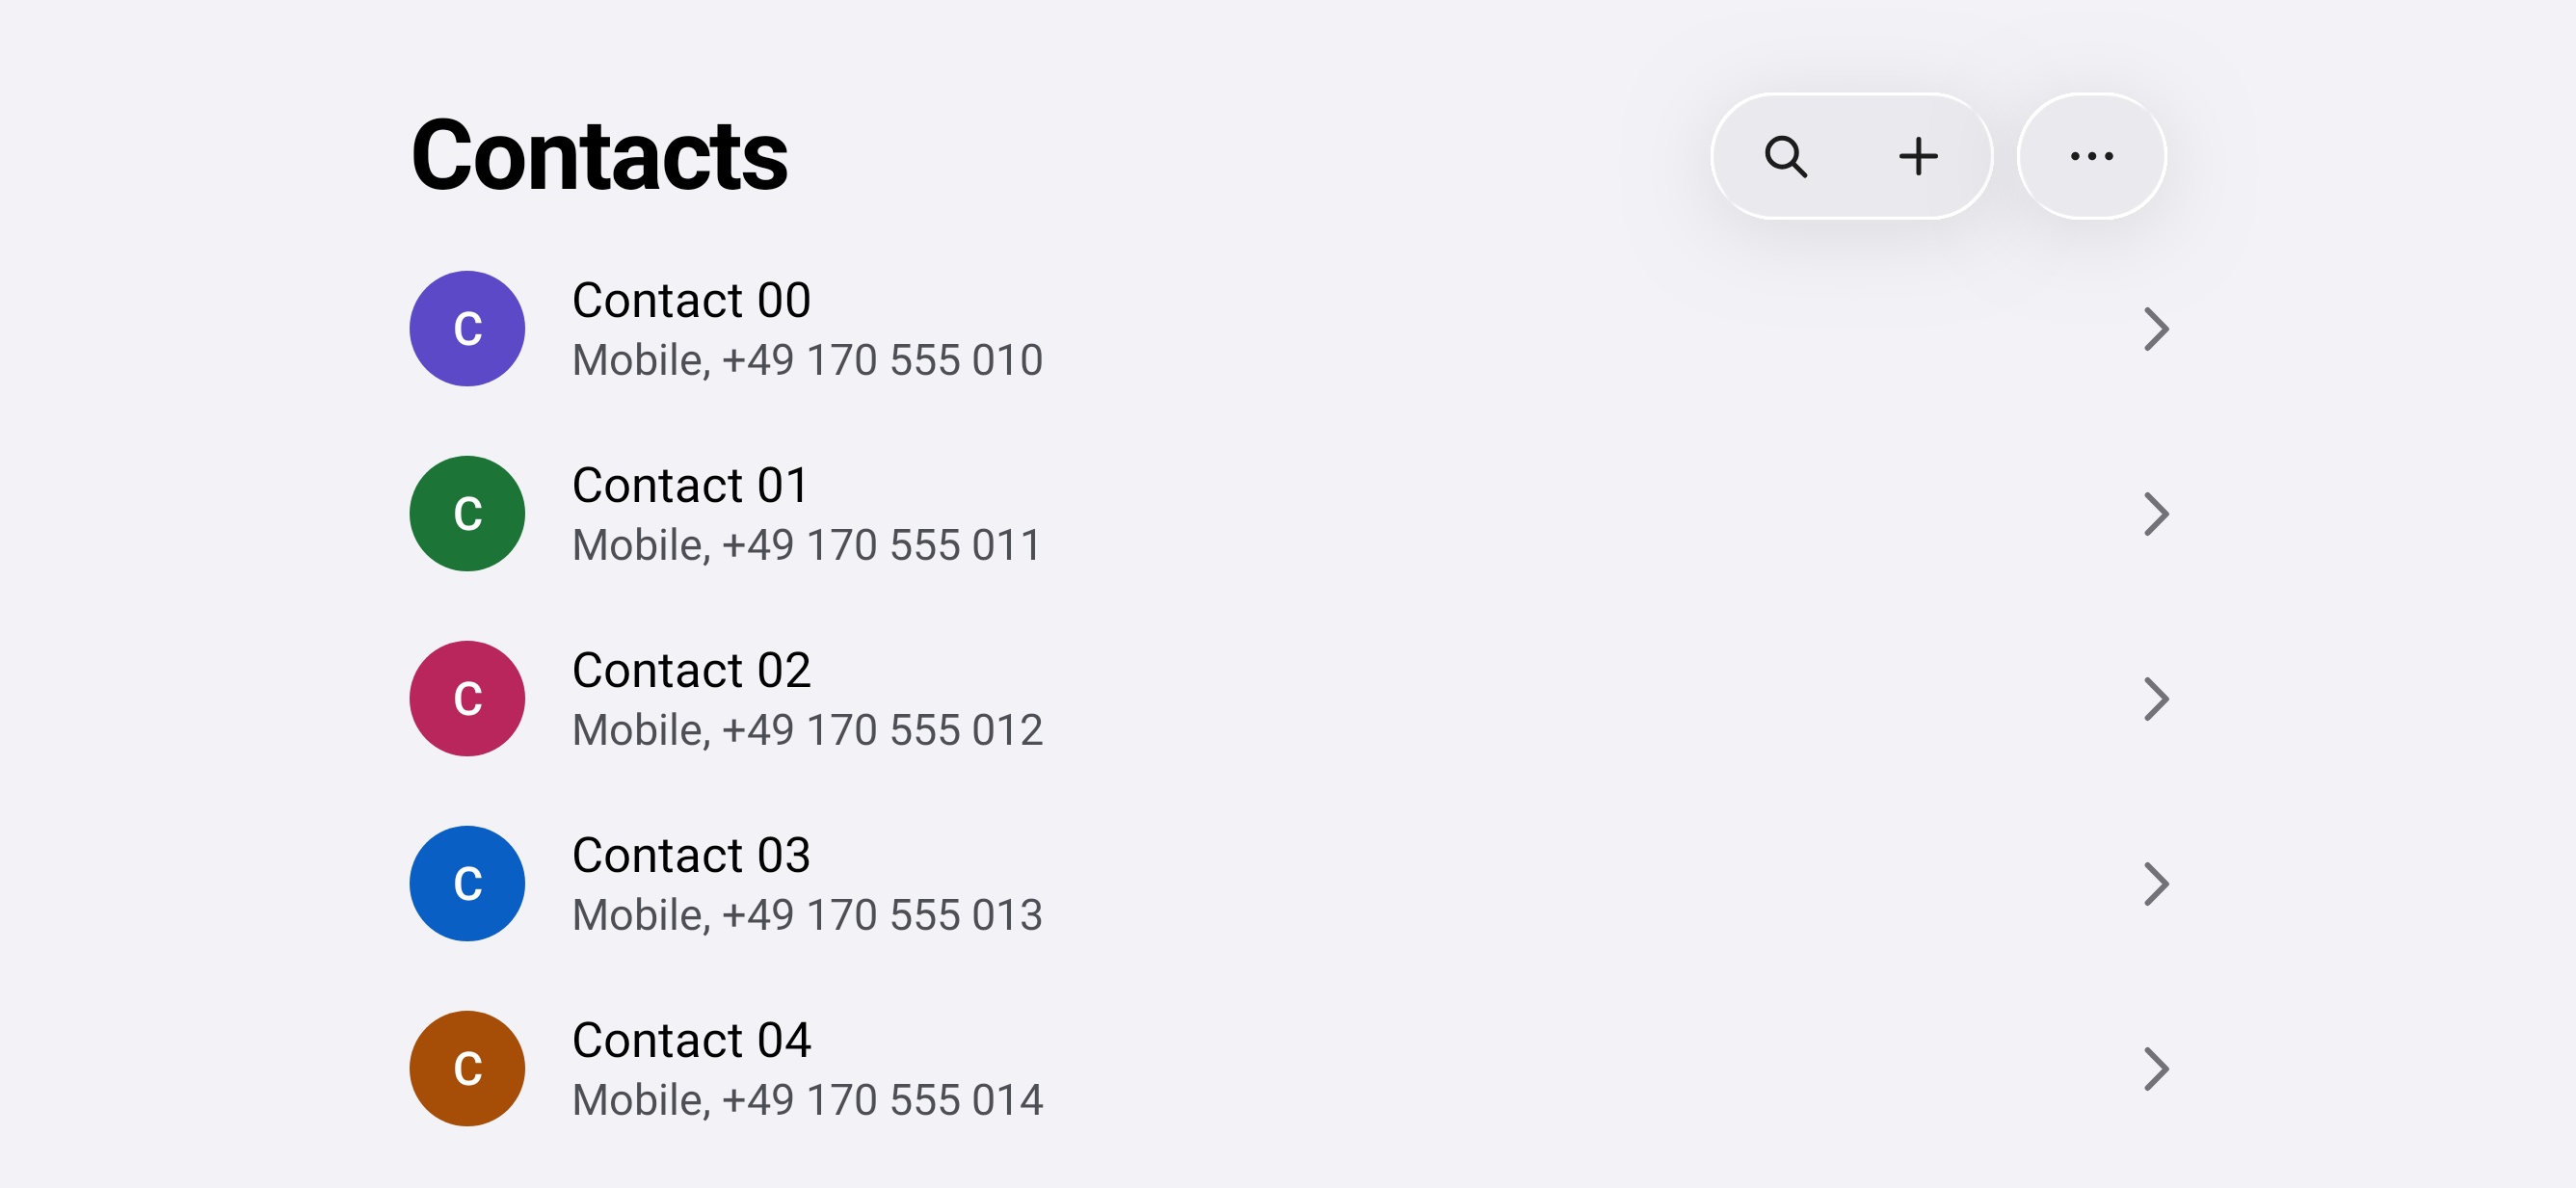 Contacts
C
Contact 00
Mobile, +49 170 555 010
C
Contact 01
Mobile, +49 170 555 011
C
Contact 02
Mobile, +49 170 555 012
C
Contact 03
Mobile, +49 170 555 013
C
Contact 04
Mobile, +49 170 555 014